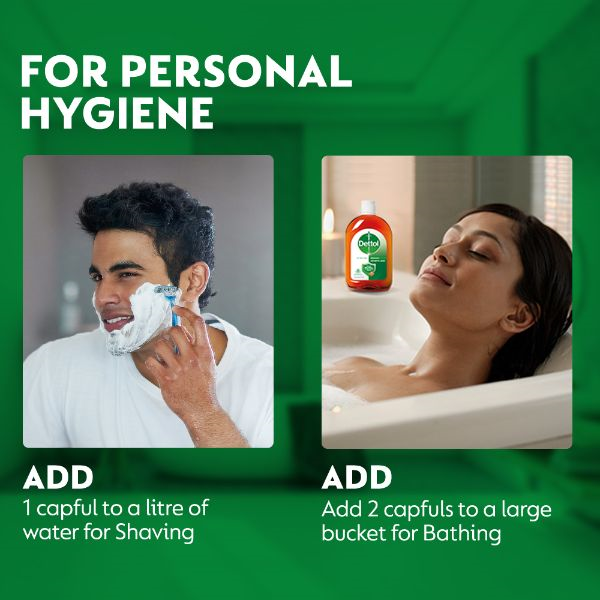 FOR PERSONAL
HYGIENE
Dettol
ADD
1 capful to a litre of
water for Shaving
ADD
Add 2 capfuls to a large
bucket for Bathing